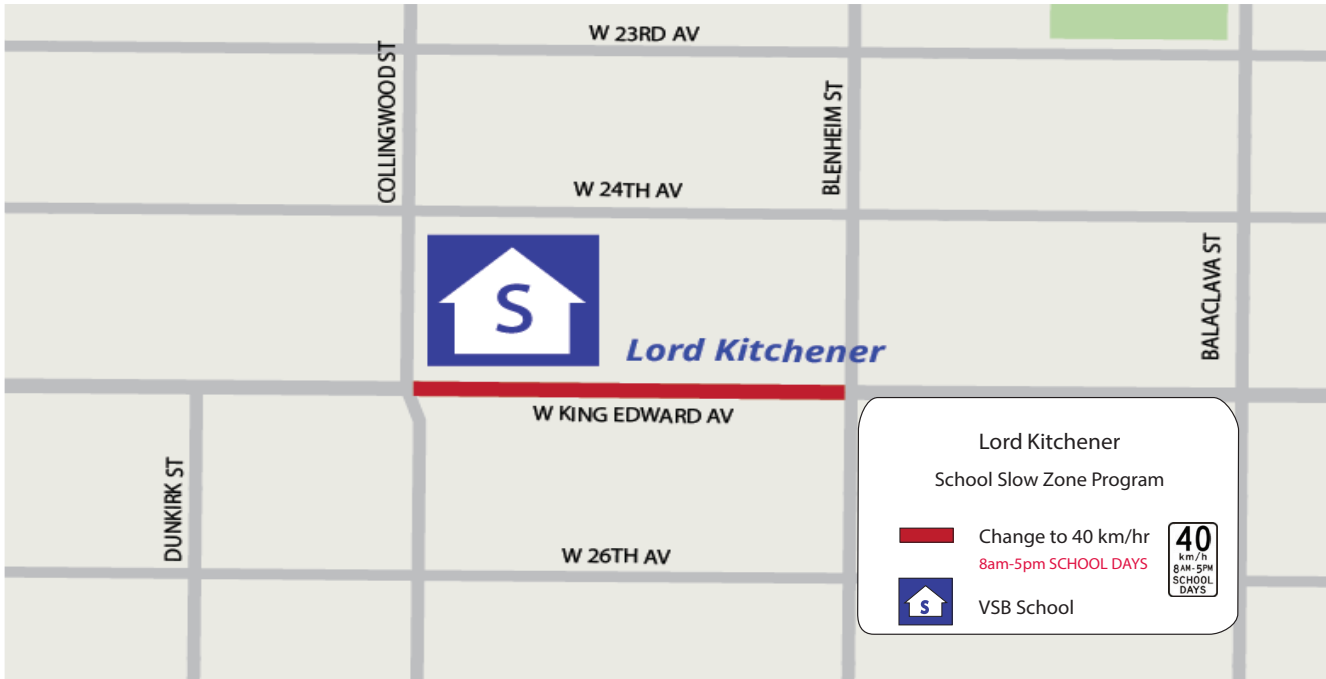 W 23RD AV
COLLINGWOOD ST
BLENHEIM ST
W 24TH AV
BALACLAVA ST
S
Lord Kitchener
W KING EDWARD AV
DUNKIRK ST
W 26TH AV
Lord Kitchener
School Slow Zone Program
Change to 40 km/hr
8am-5pm SCHOOL DAYS
40
km/h
8AM-5PM
SCHOOL
DAYS
S
VSB School